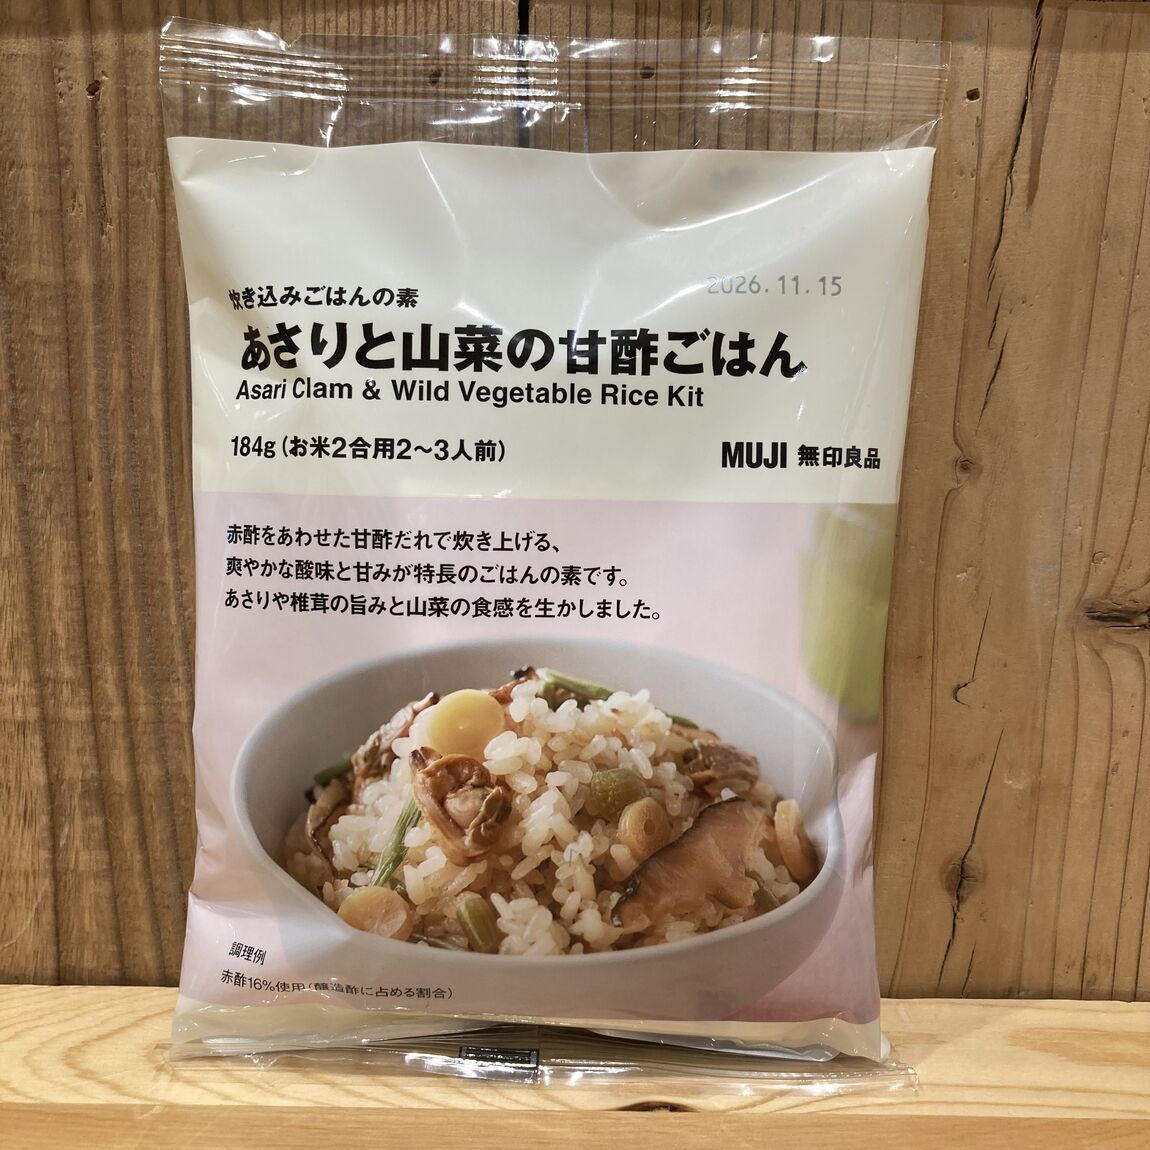 2026.11.15
炊き込みごはんの素
あさりと山菜の甘酢ごはん
Asari Clam & Wild Vegetable Rice Kit
184g（お米2合用2〜3人前）
MUJI 無印良品
赤酢をあわせた甘酢だれで炊き上げる、
爽やかな酸味と甘みが特長のごはんの素です。
あさりや椎茸の旨みと山菜の食感を生かしました。
調理例
赤酢16%使用（醸造酢に占める割合）